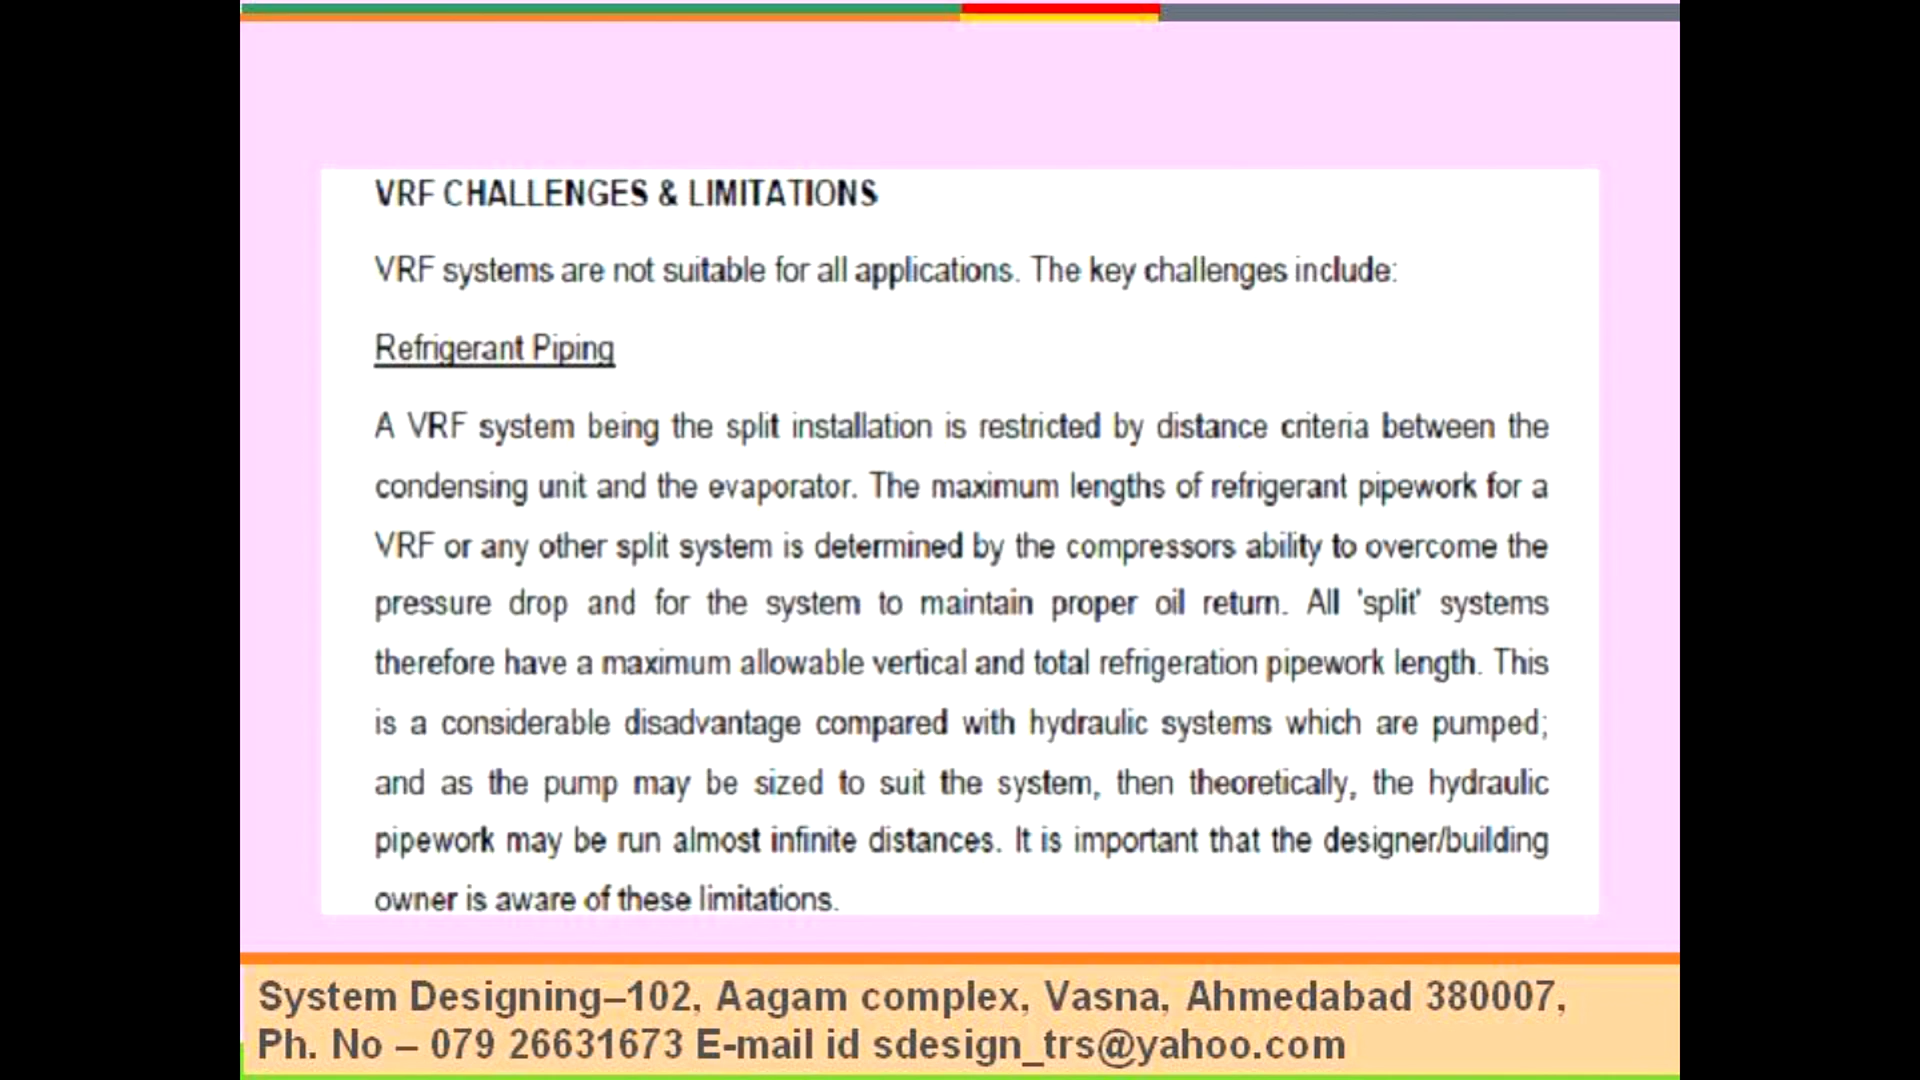 VRF CHALLENGES & LIMITATIONS
VRF systems are not suitable for all applications. The key challenges include:
Refrigerant Piping
A VRF system being the split installation is restricted by distance criteria between the
condensing unit and the evaporator. The maximum lengths of refrigerant pipework for a
VRF or any other split system is determined by the compressors ability to overcome the
pressure drop and for the system to maintain proper oil return. All 'split' systems
therefore have a maximum allowable vertical and total refrigeration pipework length. This
is a considerable disadvantage compared with hydraulic systems which are pumped;
and as the pump may be sized to suit the system, then theoretically, the hydraulic
pipework may be run almost infinite distances. It is important that the designer/building
owner is aware of these limitations.
System Designing–102, Aagam complex, Vasna, Ahmedabad 380007,
Ph. No – 079 26631673 E-mail id sdesign_trs@yahoo.com